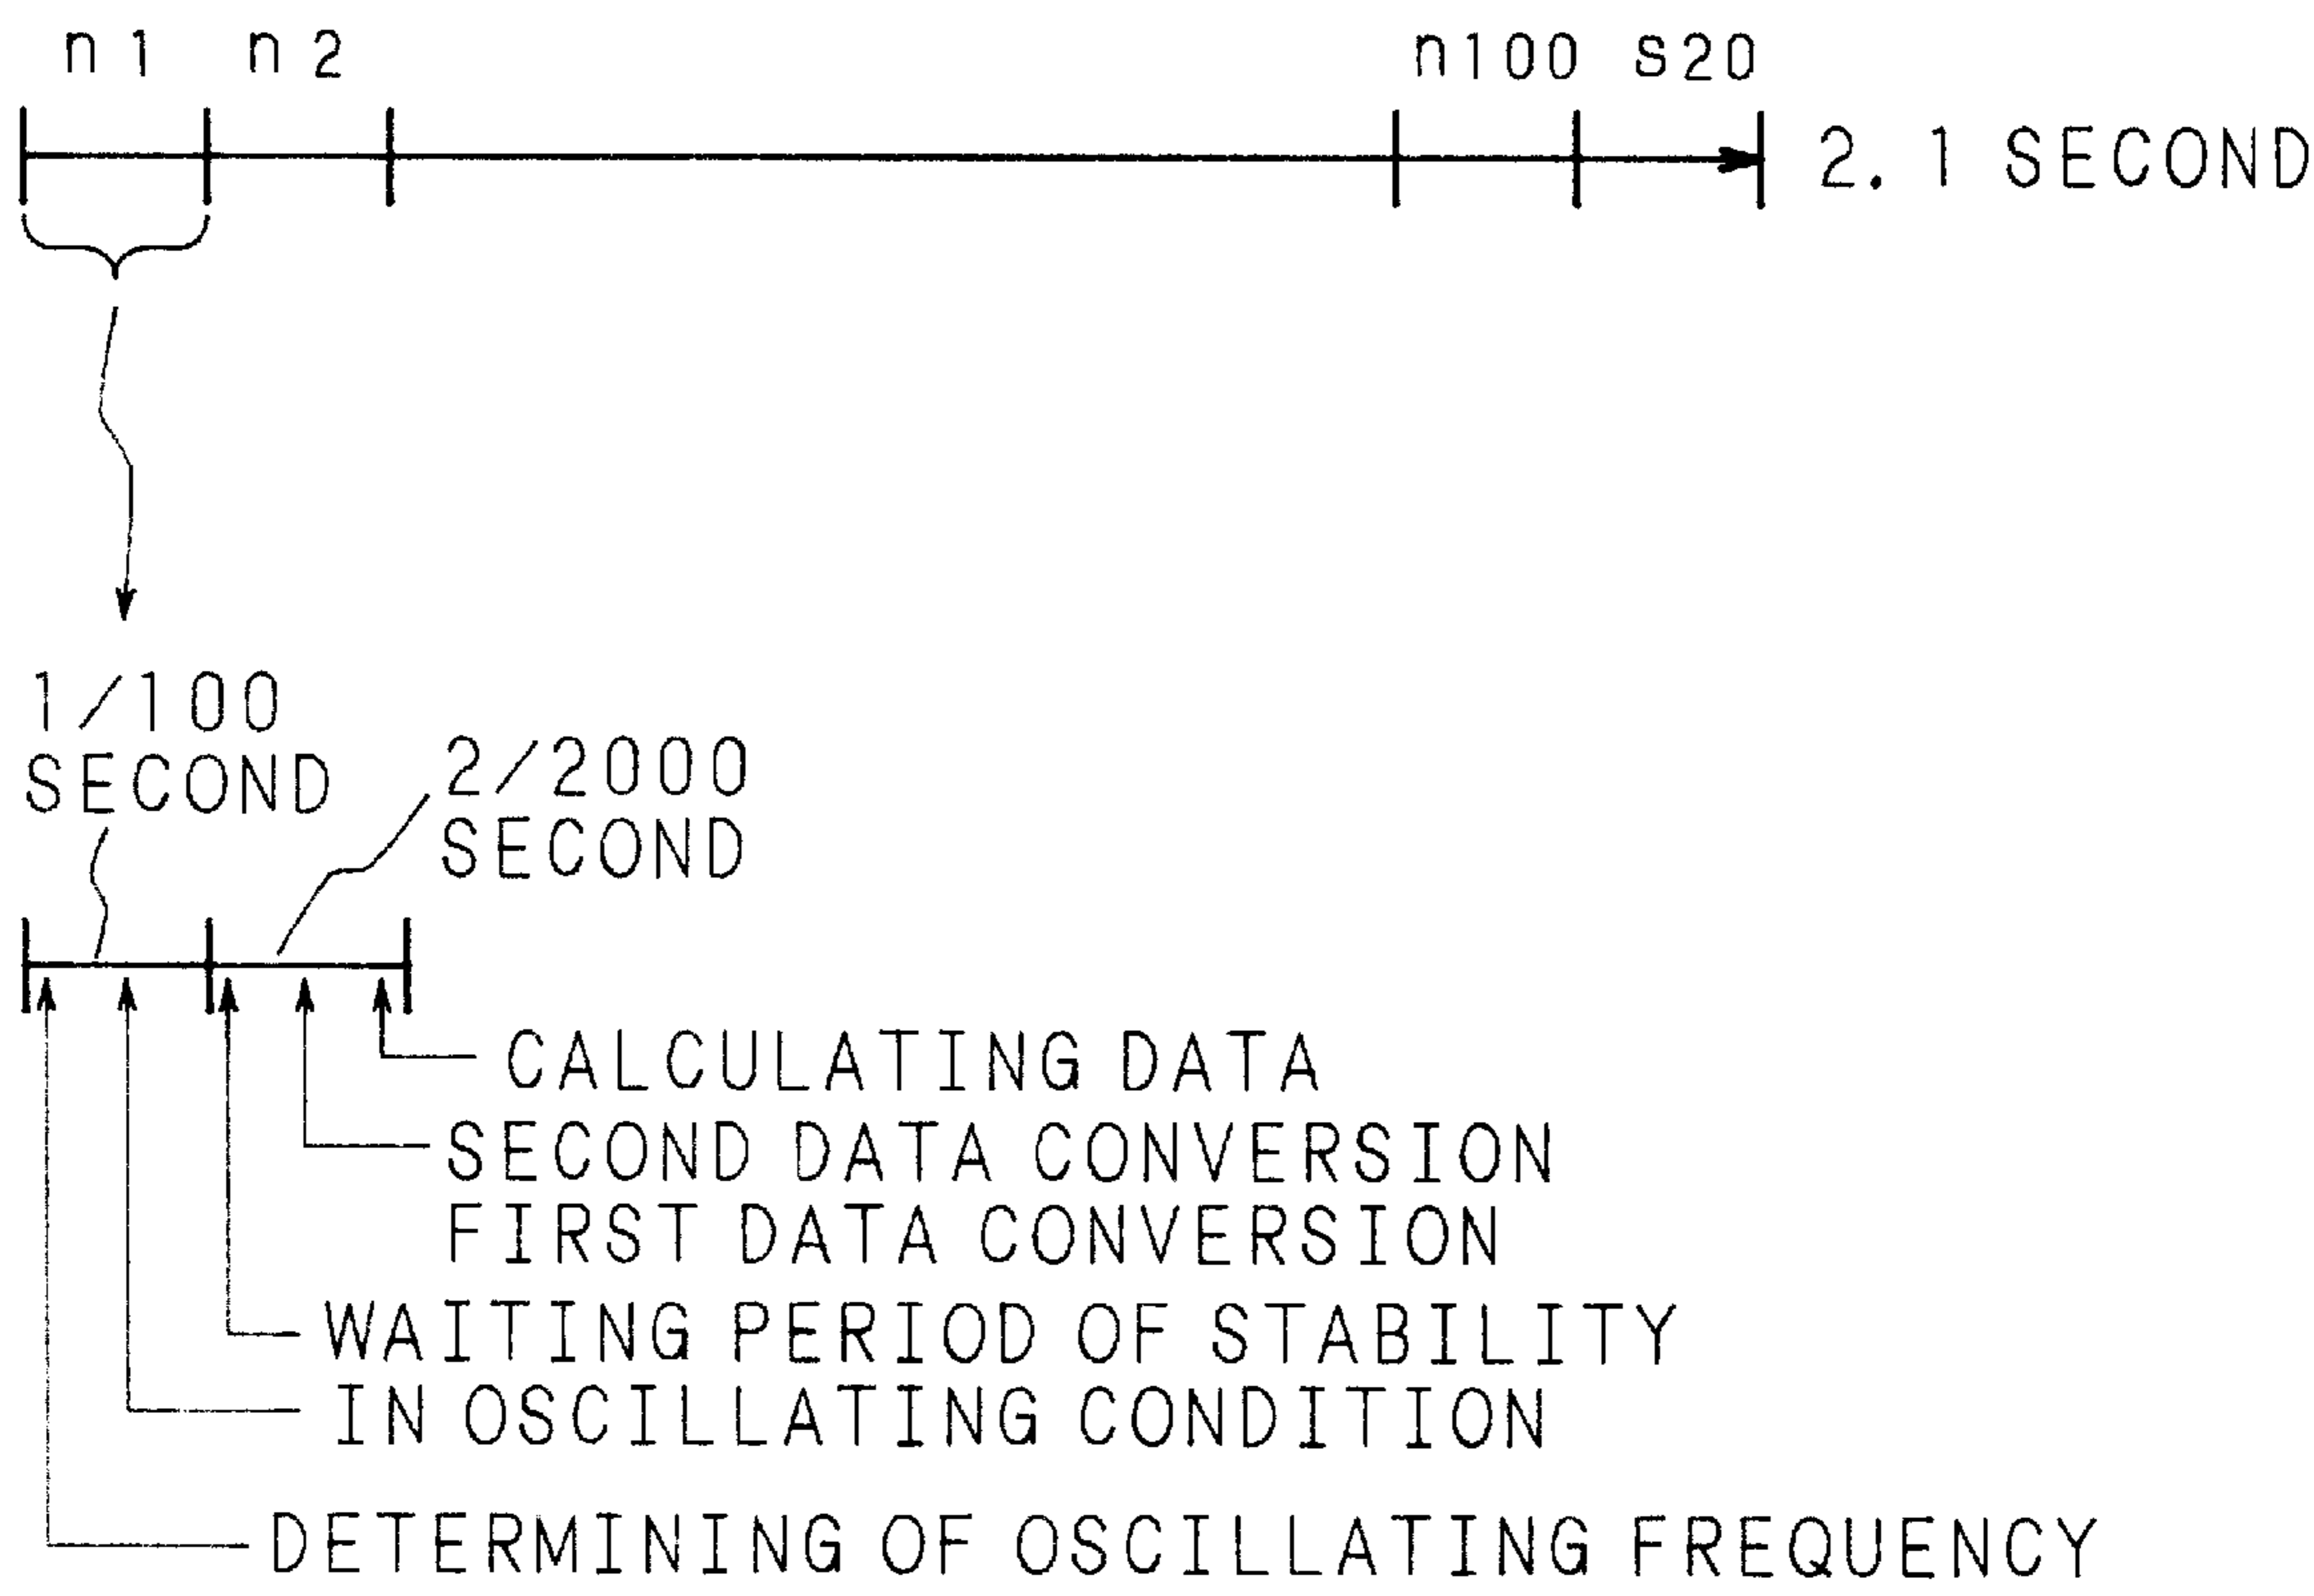 n1 n2 n100 s20
2.1 SECOND
1/100
SECOND
2/2000
SECOND
CALCULATING DATA
SECOND DATA CONVERSION
FIRST DATA CONVERSION
WAITING PERIOD OF STABILITY
IN OSCILLATING CONDITION
DETERMINING OF OSCILLATING FREQUENCY